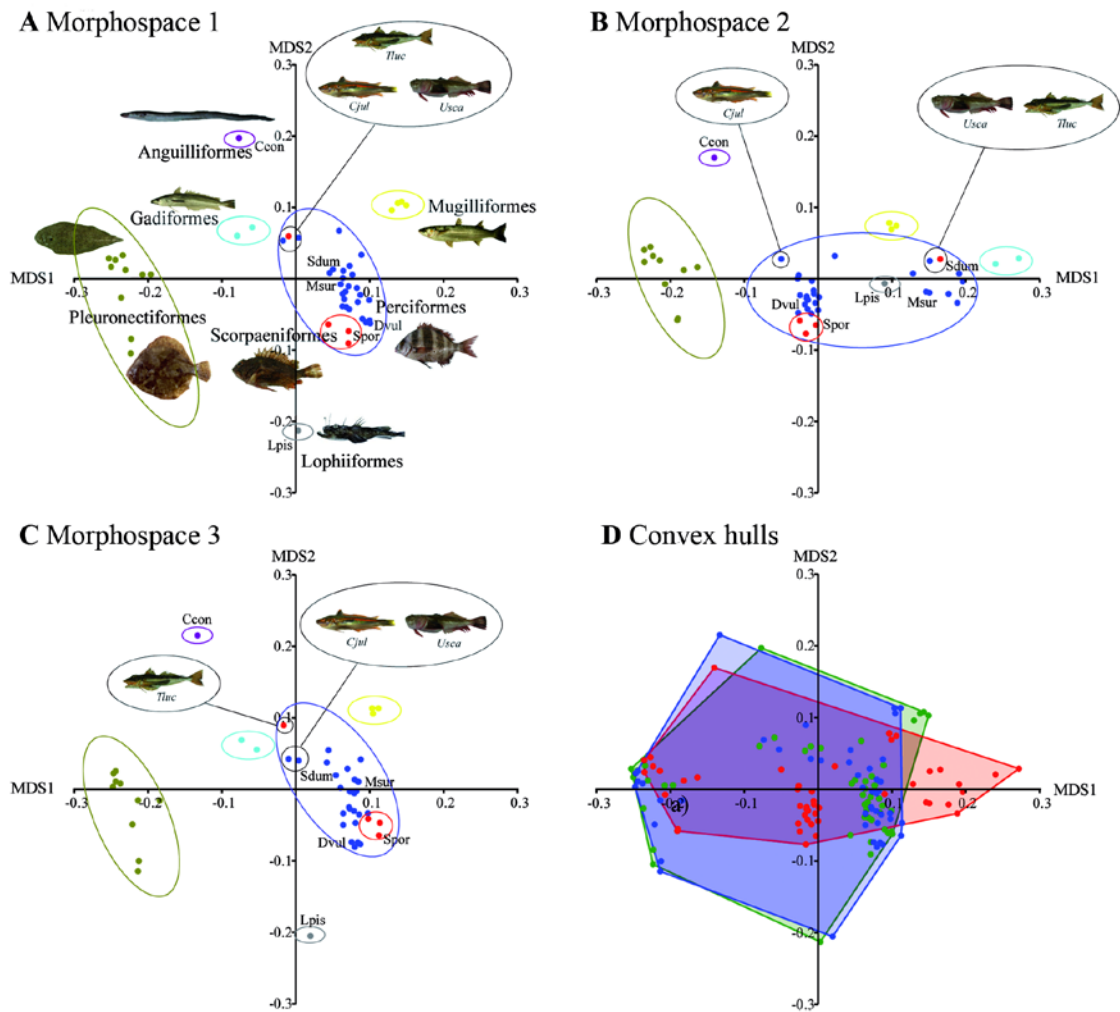 A Morphospace 1
MDS2
0.3
Tluc
Cjul
Usca
0.2
Ccon
Anguilliformes
Gadiformes
0.1
Mugilliformes
MDS1
-0.3
-0.2
-0.1
Sdum
Msur
0.1
0.2
0.3
Perciformes
Dvul
Pleuronectiformes
Scorpaeniformes
Spor
-0.1
-0.2
Lpis
Lophiiformes
-0.3
B Morphospace 2
MDS2
0.3
Cjul
Usca
Tluc
0.2
Ccon
0.1
Sdum
MDS1
-0.3
-0.2
-0.1
Lpis
0.1
0.2
0.3
Dvul
Msur
Spor
-0.1
-0.2
-0.3
C Morphospace 3
MDS2
0.3
Cjul
Usca
0.2
Ccon
Tluc
0.1
Sdum
Msur
MDS1
-0.3
-0.2
-0.1
0.1
0.2
0.3
Dvul
Spor
-0.1
Lpis
-0.2
-0.3
D Convex hulls
MDS2
0.3
0.2
0.1
MDS1
-0.3
-0.2
-0.1
a)
0.1
0.2
0.3
-0.1
-0.2
-0.3